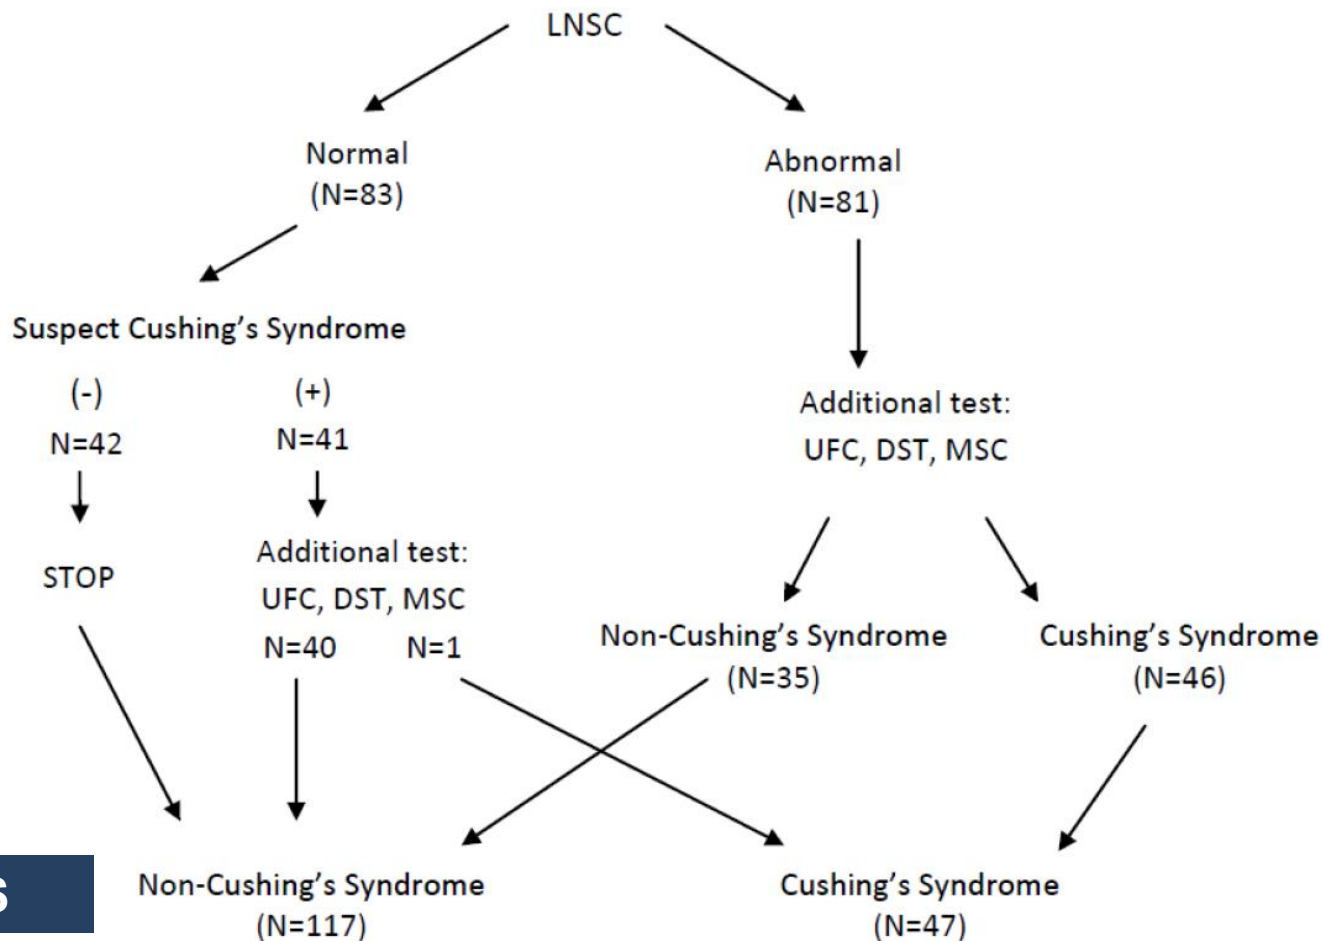 LNSC
Normal
(N=83)
Abnormal
(N=81)
Suspect Cushing's Syndrome
(-)
(+)
N=42
N=41
STOP
Additional test:
UFC, DST, MSC
N=40
N=1
Additional test:
UFC, DST, MSC
Non-Cushing's Syndrome
(N=35)
Cushing's Syndrome
(N=46)
S
Non-Cushing's Syndrome
(N=117)
Cushing's Syndrome
(N=47)